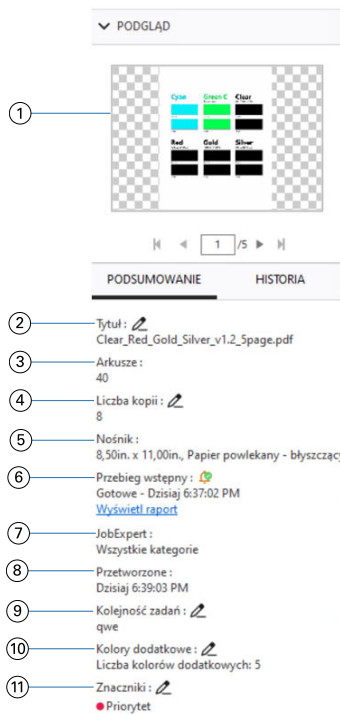 PODGLĄD
Cyan Green C Clear
Red Gold Silver
1 /5
PODSUMOWANIE HISTORIA
1
2 Tytuł :
Clear_Red_Gold_Silver_v1.2_5page.pdf
3 Arkusze :
40
4 Liczba kopii :
8
5 Nośnik :
8,50in. x 11,00in., Papier powlekany - błyszczący
6 Przebieg wstępny :
Gotowe - Dzisiaj 6:37:02 PM
Wyświetl raport
7 JobExpert :
Wszystkie kategorie
8 Przetworzone :
Dzisiaj 6:39:03 PM
9 Kolejność zadań :
qwe
10 Kolory dodatkowe :
Liczba kolorów dodatkowych: 5
11 Znaczniki :
Priorytet